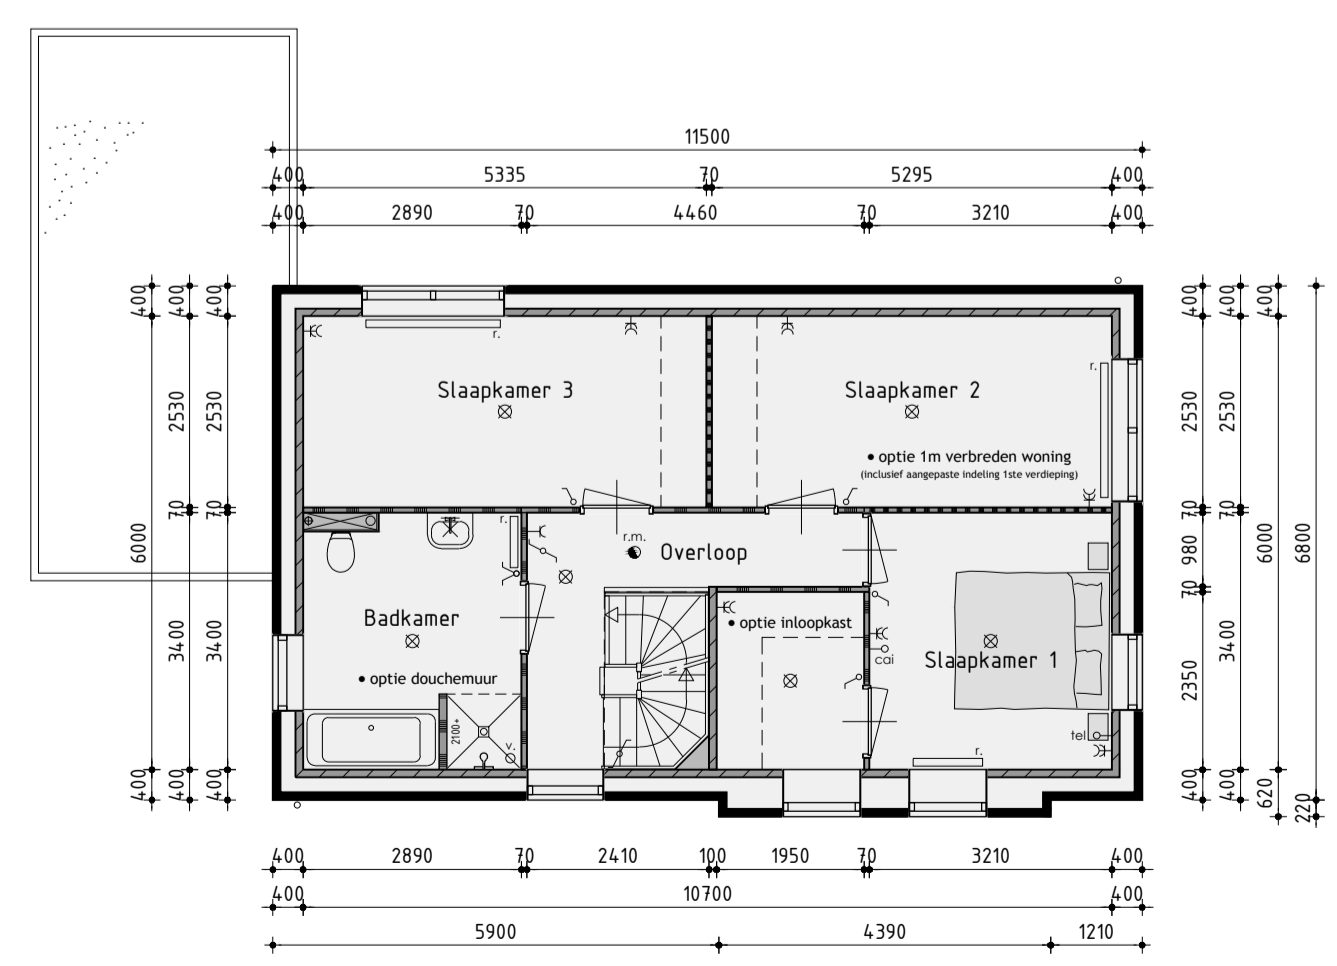 11500
400 5335 70 5295 400
400 2890 70 4460 70 3210 400
400 400 400
400 400 400
r.
r.
Slaapkamer 3
Slaapkamer 2
2530 2530
2530 2530
• optie 1m verbreden woning
(inclusief aangepaste indeling 1ste verdieping)
70 70
70 70
r.
r.m.
Overloop
6000
980
6000
6800
70
Badkamer
• optie inloopkast
3400 3400
3400
cai
Slaapkamer 1
• optie douchemuur
2350
2100+
v.
tel
r.
400 400 400
400 400 620 220
400 2890 70 2410 100 1950 70 3210 400
400 10700 400
5900 4390 1210